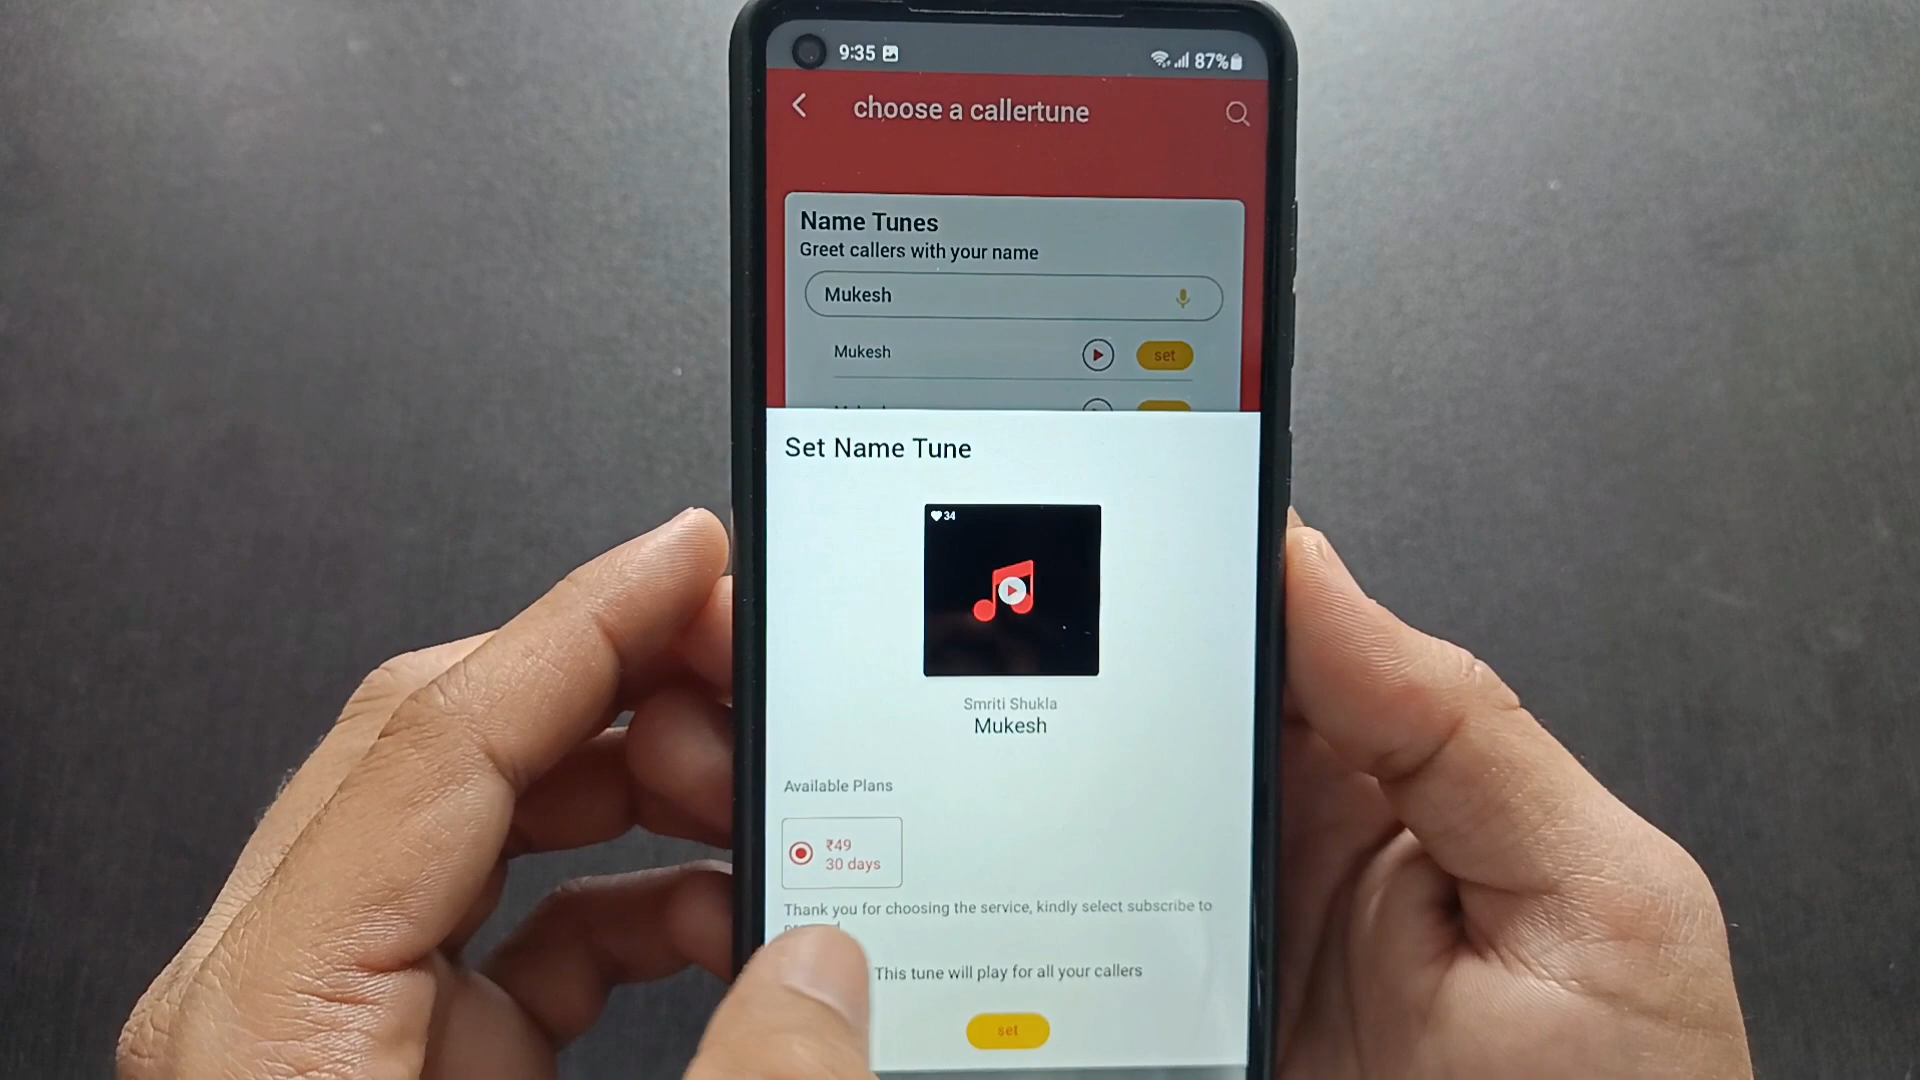 9:35
87%
choose a callertune
Name Tunes
Greet callers with your name
Mukesh
Mukesh
set
Set Name Tune
34
Smriti Shukla
Mukesh
Available Plans
₹49
30 days
Thank you for choosing the service, kindly select subscribe to
This tune will play for all your callers
set